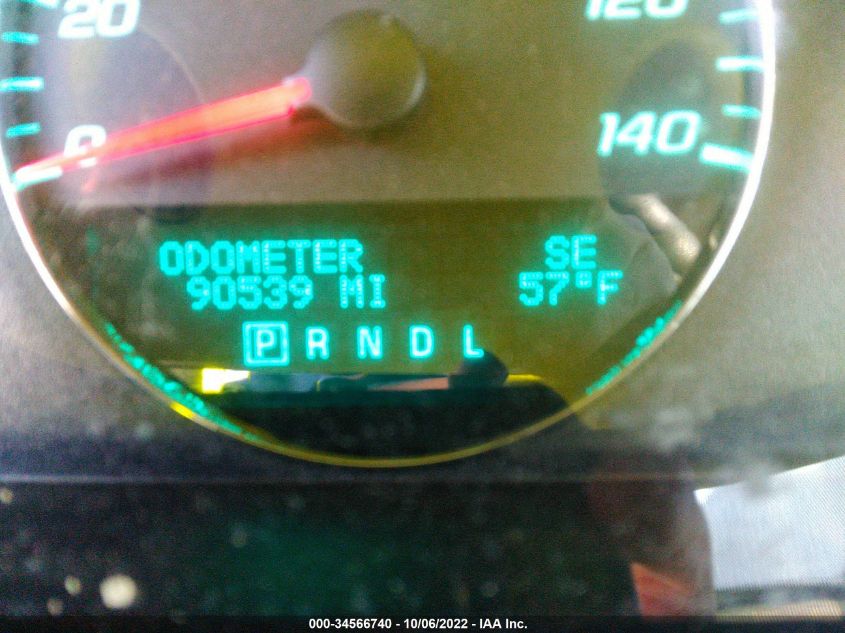 20
120
0
140
ODOMETER SE
90539 MI 57°F
P R N D L
000-34566740 - 10/06/2022 - IAA Inc.